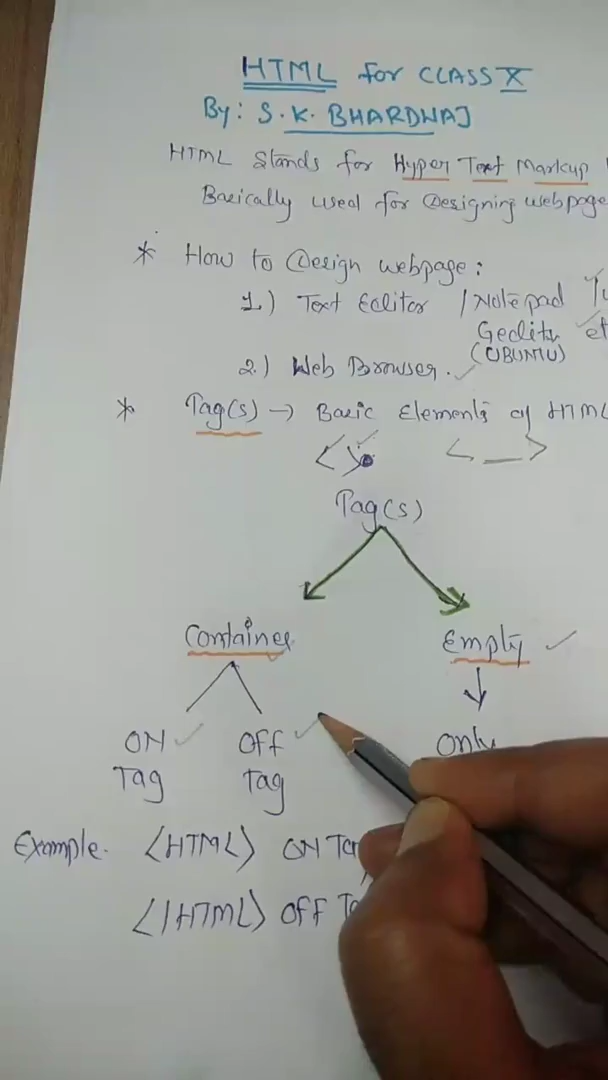 HTML for CLASS X
By: S.K. BHARDWAJ
HTML Stands for Hyper Text Markup
Basically used for Designing webpage
* How to Design webpage:
1.) Text Editor / Notepad
Gedit
(UBUNTU)
2.) Web Browser.
* Tag(s) → Basic Elements of HTML
< > < _ >
Tag(s)
Container Empty
ON Tag
Off Tag
Only
Example. <HTML> ON
</HTML> Off